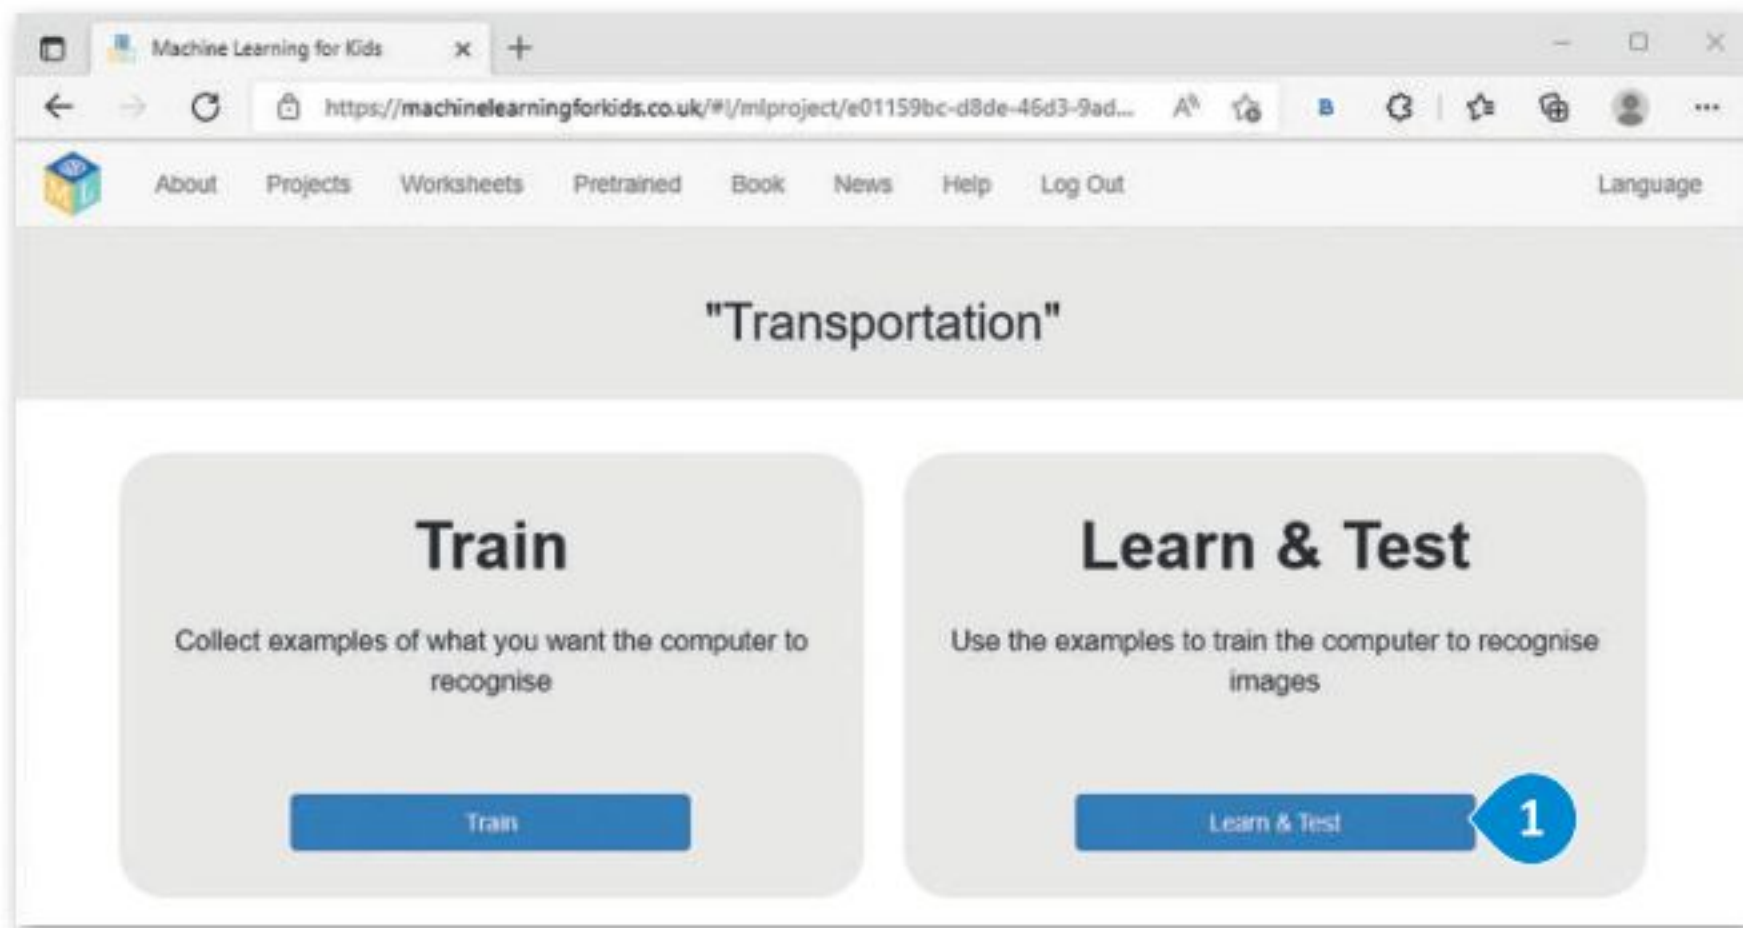 Machine Learning for Kids
https://machinelearningforkids.co.uk/#!/mlproject/e01159bc-d8de-46d3-9ad...
B
About Projects Worksheets Pretrained Book News Help Log Out Language
"Transportation"
Train
Collect examples of what you want the computer to
recognise
Train
Learn & Test
Use the examples to train the computer to recognise
images
Learn & Test
1